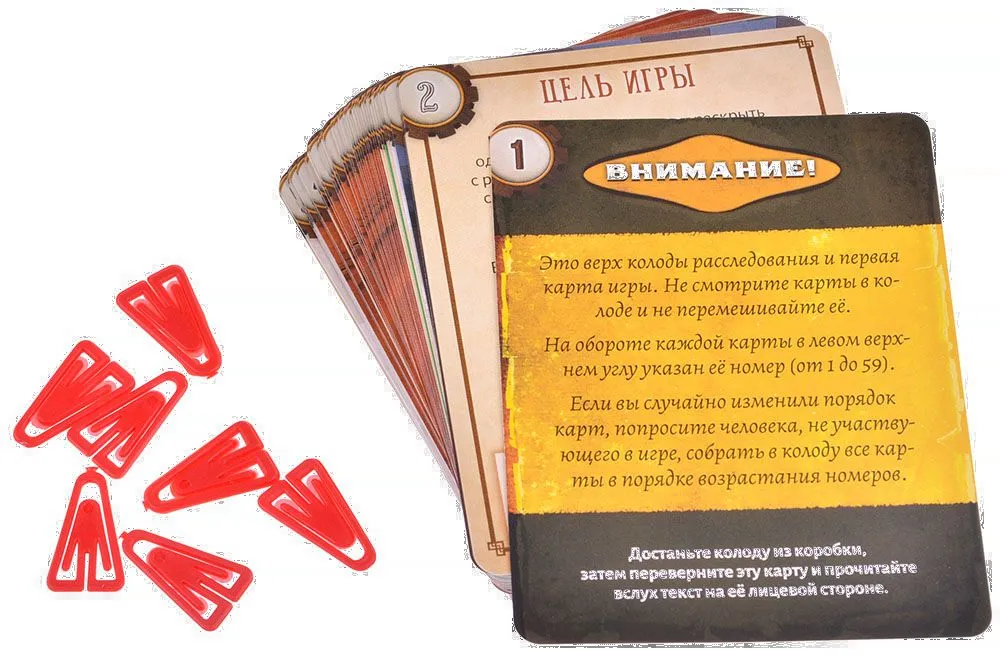 2
ЦЕЛЬ ИГРЫ
1
ВНИМАНИЕ!
Это верх колоды расследования и первая
карта игры. Не смотрите карты в ко-
лоде и не перемешивайте её.
На обороте каждой карты в левом верх-
нем углу указан её номер (от 1 до 59).
Если вы случайно изменили порядок
карт, попросите человека, не участву-
ющего в игре, собрать в колоду все кар-
ты в порядке возрастания номеров.
Достаньте колоду из коробки,
затем переверните эту карту и прочитайте
вслух текст на её лицевой стороне.